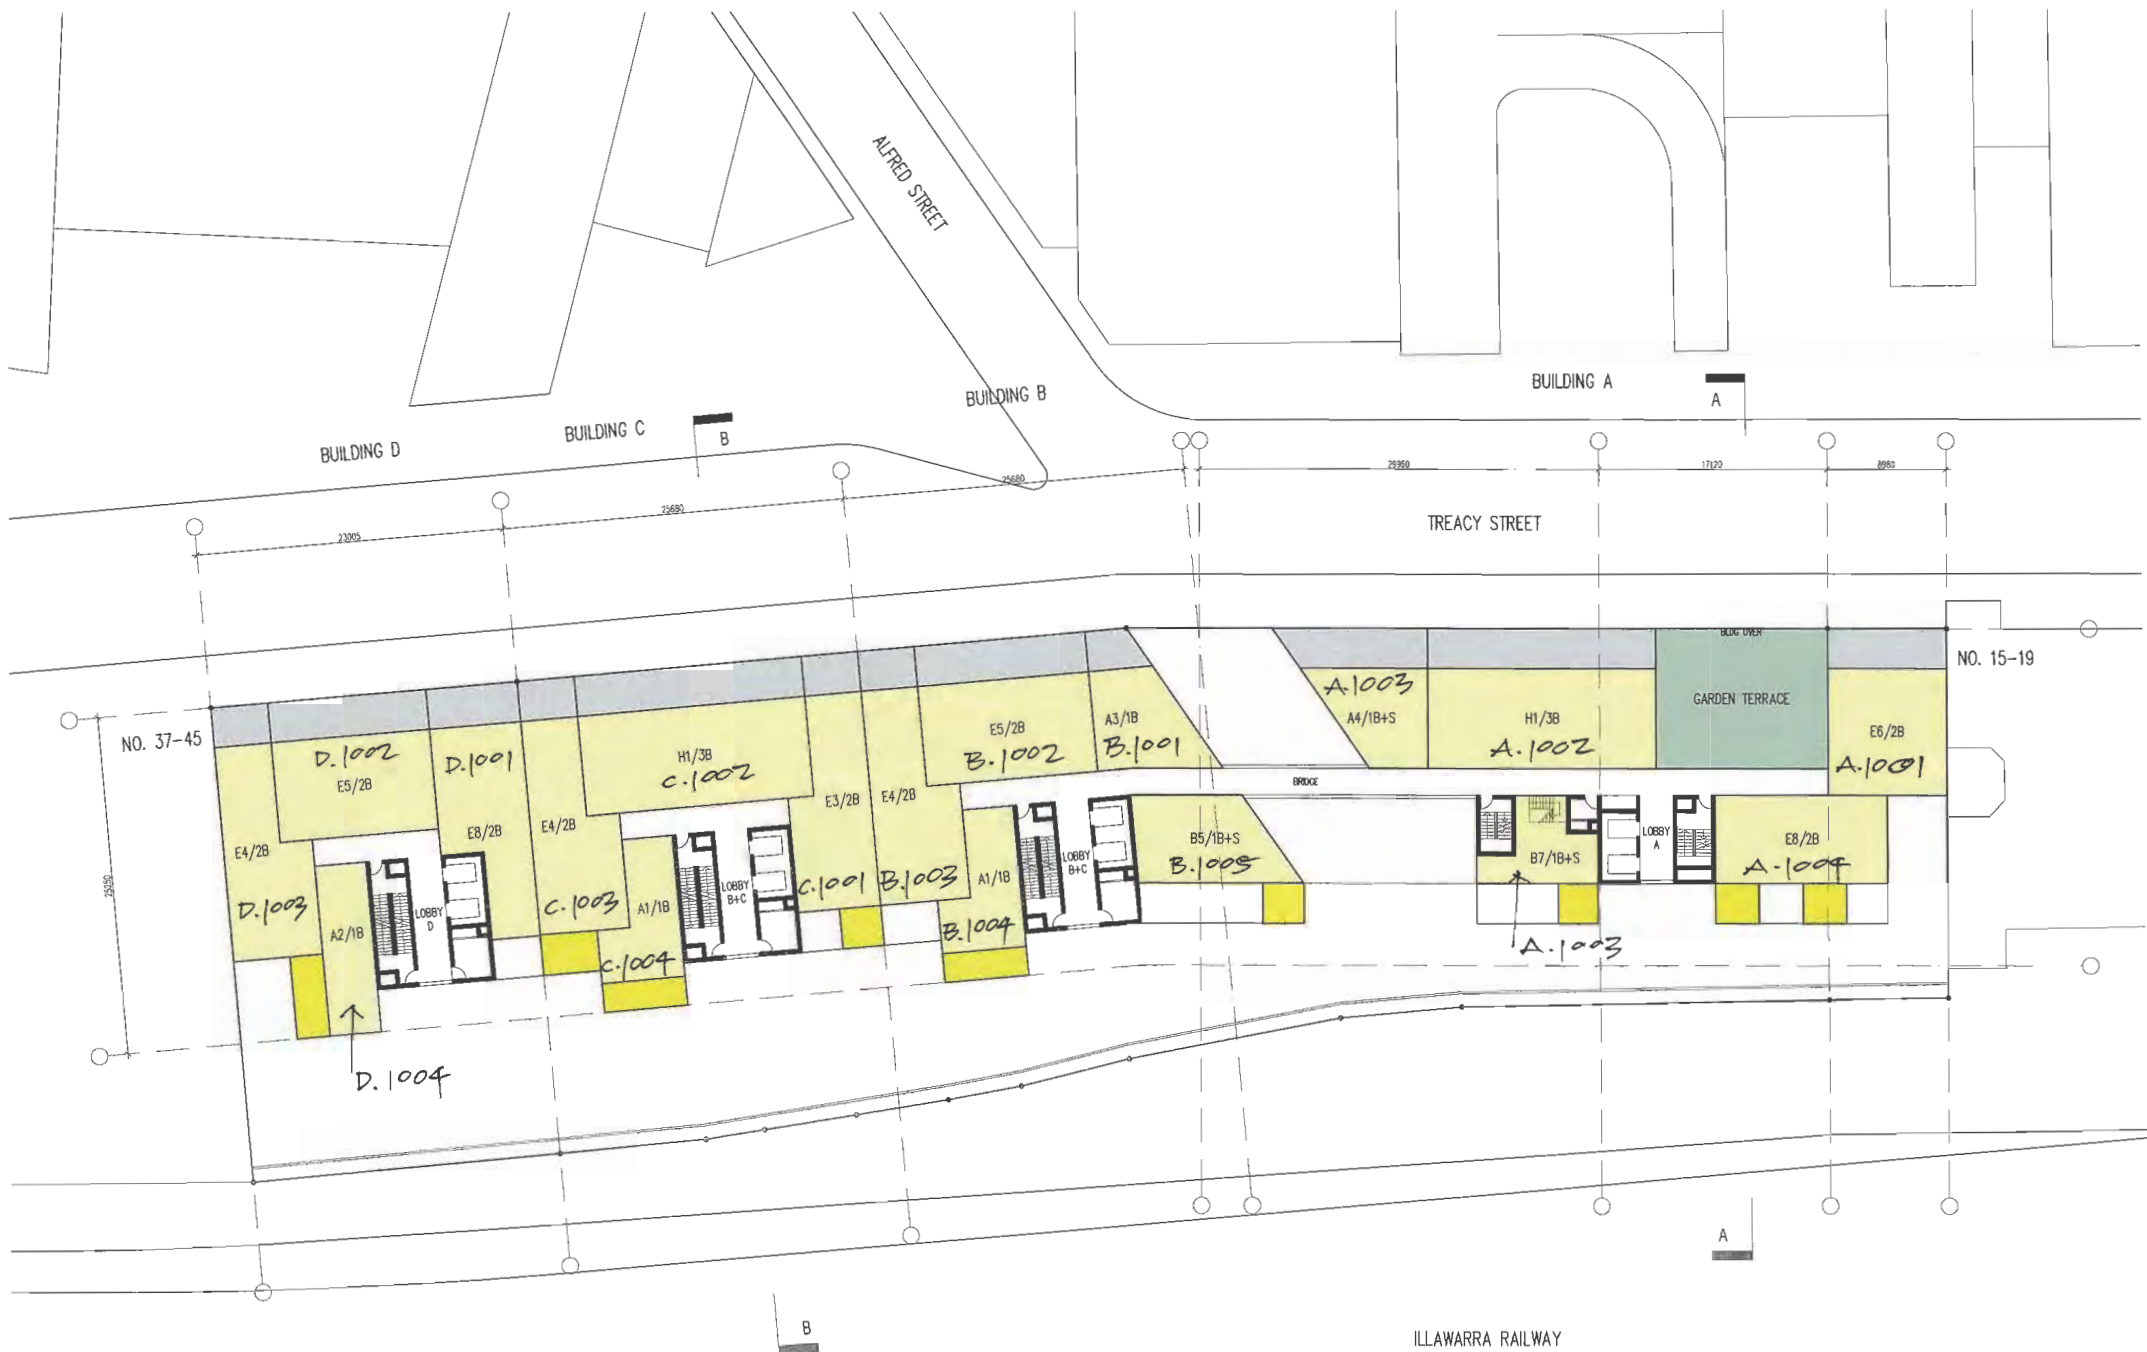 ALFRED STREET
BUILDING A
A
BUILDING B
BUILDING C
B
BUILDING D
29950
17120
8980
25680
25680
23005
TREACY STREET
BLDG OVER
NO. 15-19
GARDEN TERRACE
A.1003
A4/1B+S
H1/3B
A.1002
E6/2B
A.1001
A3/1B
B.1001
E5/2B
B.1002
NO. 37-45
D.1002
E5/2B
D.1001
H1/3B
C.1002
BRIDGE
E3/2B
E4/2B
E4/2B
E8/2B
E4/2B
B5/1B+S
B.1005
B7/1B+S
LOBBY
A
E8/2B
A.1004
LOBBY
B+C
LOBBY
B+C
LOBBY
D
C.1001
B.1003
A1/1B
B.1004
C.1003
A1/1B
C.1004
D.1003
A2/1B
A.1003
25250
D.1004
A
B
ILLAWARRA RAILWAY